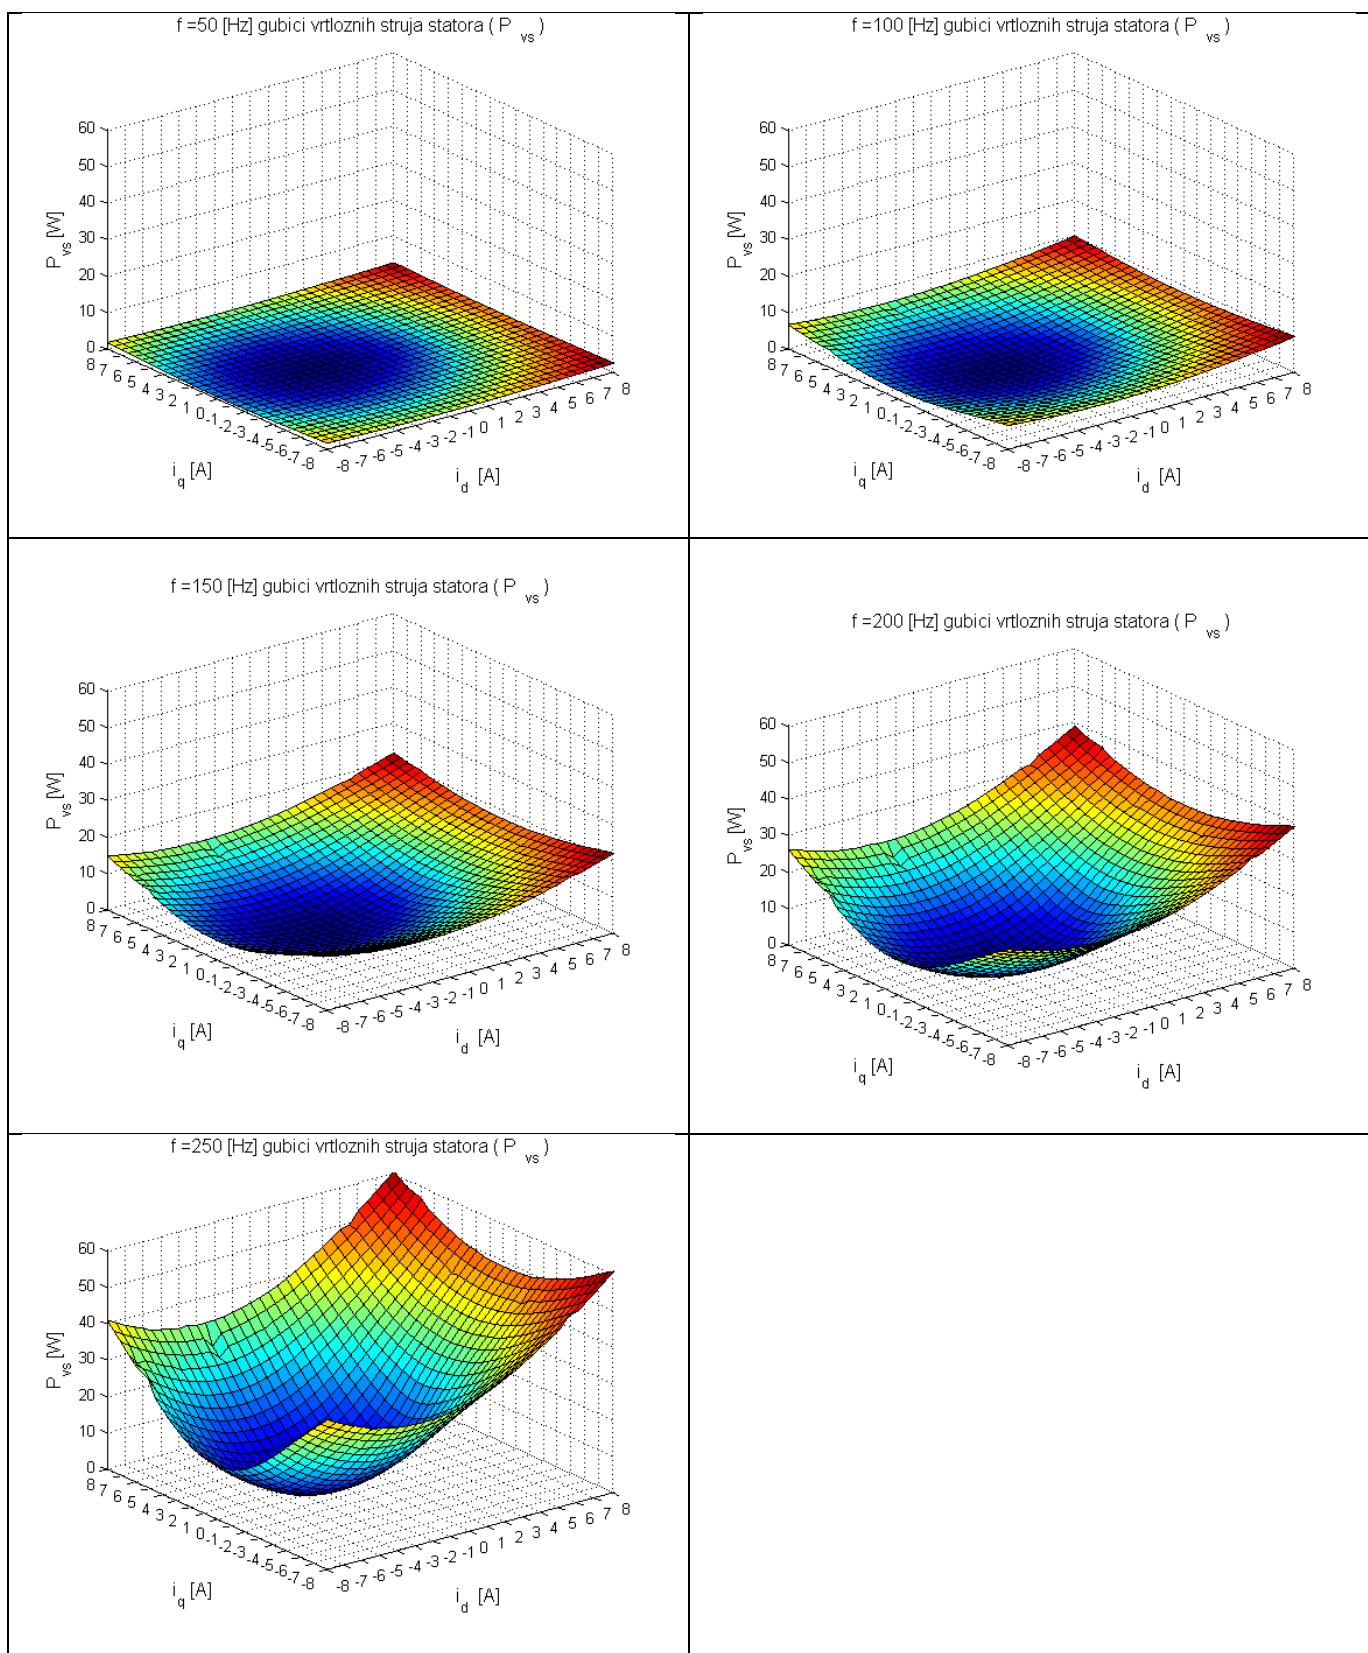 f =50 [Hz] gubici vrtloznih struja statora ( P vs )
60
50
40
30
20
10
0
P vs [W]
8 7 6 5 4 3 2 1 0 -1 -2 -3 -4 -5 -6 -7 -8
i q [A]
-8 -7 -6 -5 -4 -3 -2 -1 0 1 2 3 4 5 6 7 8
i d [A]
f =100 [Hz] gubici vrtloznih struja statora ( P vs )
60
50
40
30
20
10
0
P vs [W]
8 7 6 5 4 3 2 1 0 -1 -2 -3 -4 -5 -6 -7 -8
i q [A]
-8 -7 -6 -5 -4 -3 -2 -1 0 1 2 3 4 5 6 7 8
i d [A]
f =150 [Hz] gubici vrtloznih struja statora ( P vs )
60
50
40
30
20
10
0
P vs [W]
8 7 6 5 4 3 2 1 0 -1 -2 -3 -4 -5 -6 -7 -8
i q [A]
-8 -7 -6 -5 -4 -3 -2 -1 0 1 2 3 4 5 6 7 8
i d [A]
f =200 [Hz] gubici vrtloznih struja statora ( P vs )
60
50
40
30
20
10
0
P vs [W]
8 7 6 5 4 3 2 1 0 -1 -2 -3 -4 -5 -6 -7 -8
i q [A]
-8 -7 -6 -5 -4 -3 -2 -1 0 1 2 3 4 5 6 7 8
i d [A]
f =250 [Hz] gubici vrtloznih struja statora ( P vs )
60
50
40
30
20
10
0
P vs [W]
8 7 6 5 4 3 2 1 0 -1 -2 -3 -4 -5 -6 -7 -8
i q [A]
-8 -7 -6 -5 -4 -3 -2 -1 0 1 2 3 4 5 6 7 8
i d [A]